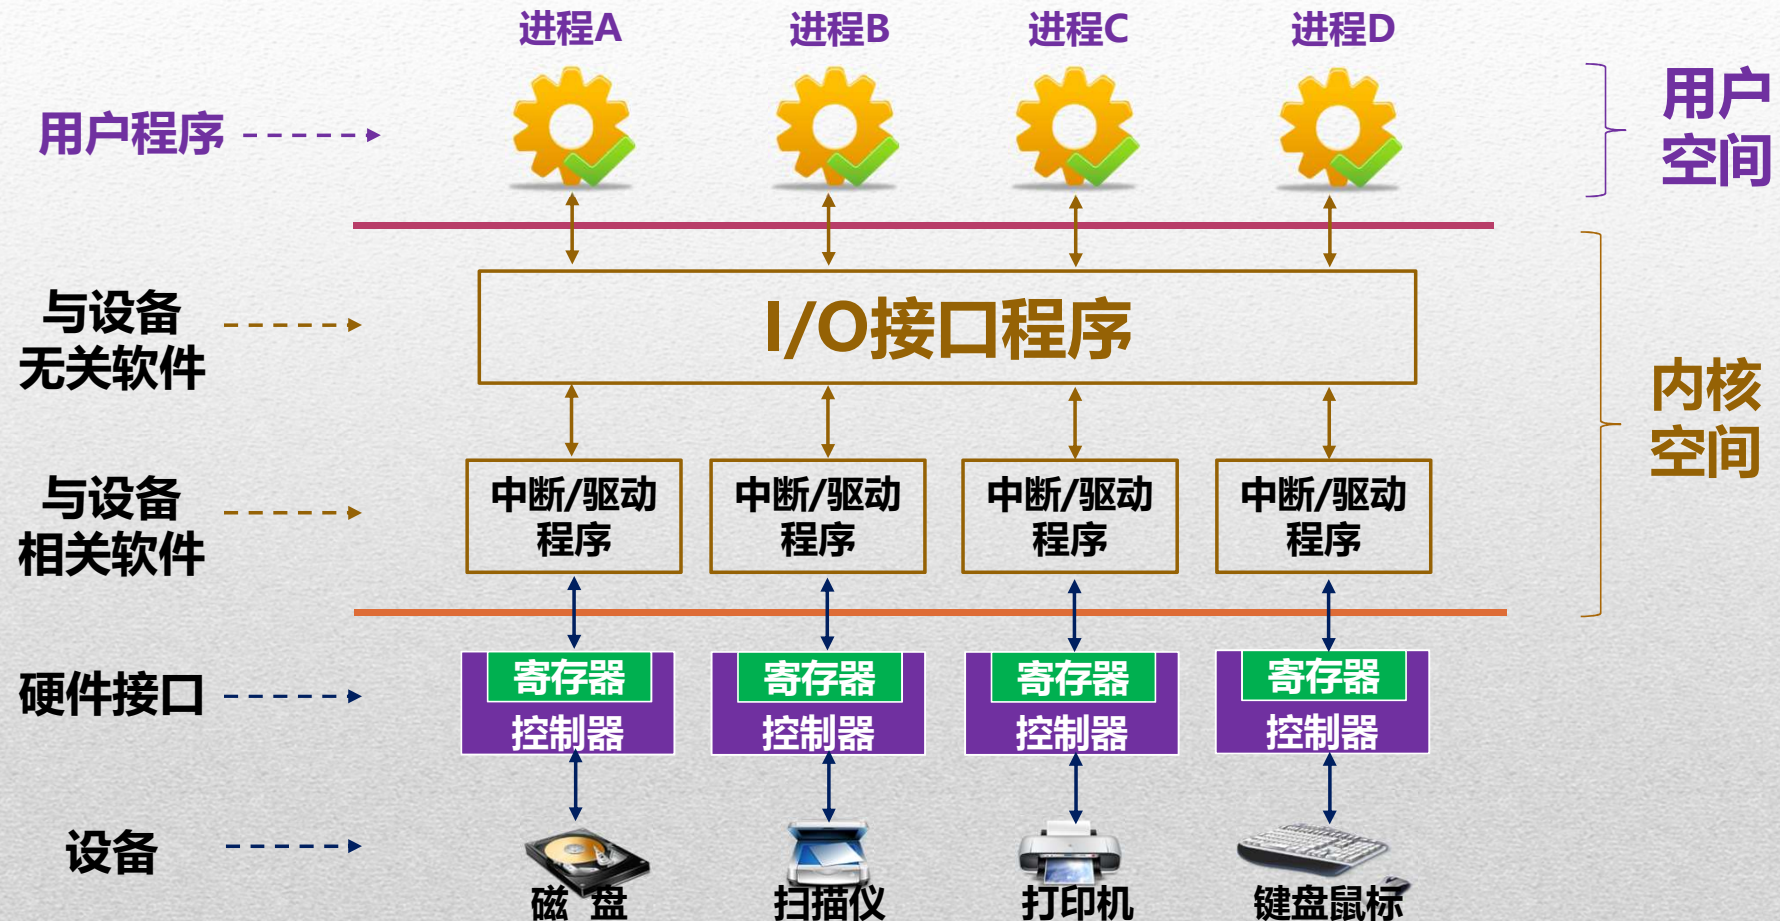 进程A
进程B
进程C
进程D
用户程序
用户
空间
与设备
无关软件
I/O接口程序
内核
空间
与设备
相关软件
中断/驱动
程序
中断/驱动
程序
中断/驱动
程序
中断/驱动
程序
硬件接口
寄存器
控制器
寄存器
控制器
寄存器
控制器
寄存器
控制器
设备
磁 盘
扫描仪
打印机
键盘鼠标